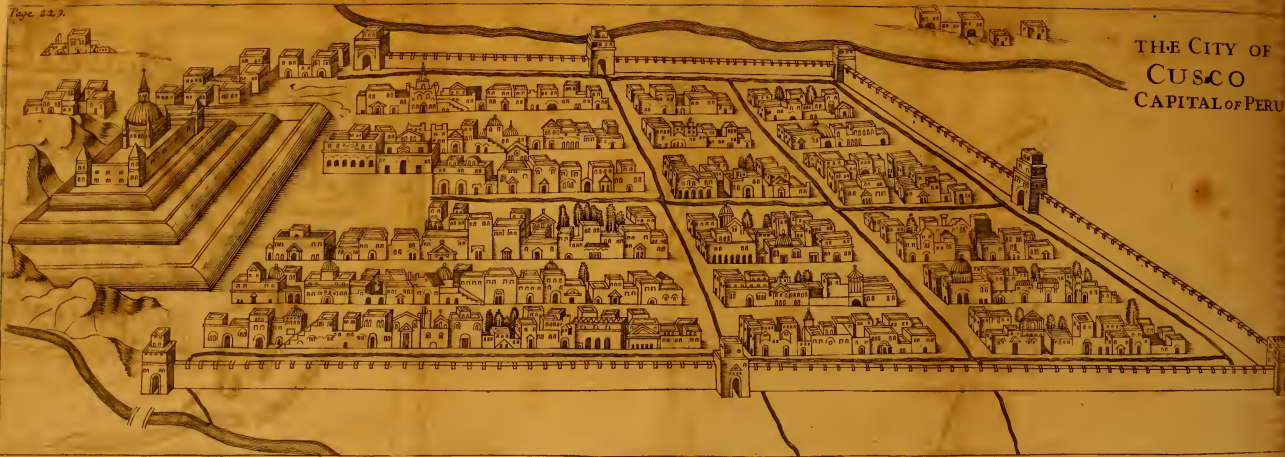 Page 229.
THE CITY OF
CUSCO
CAPITAL OF PERU